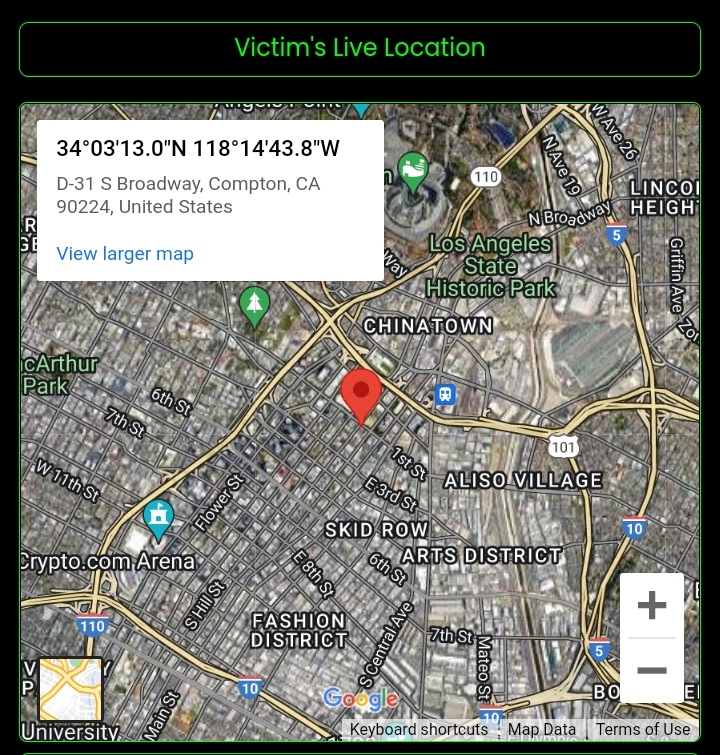 Victim's Live Location
34°03'13.0"N 118°14'43.8"W
D-31 S Broadway, Compton, CA
90224, United States
View larger map
110
W Ave 26
N Ave 19
LINCOL
HEIGHT
N Broadway
5
Los Angeles
State
Historic Park
Griffin Ave
Way
CHINATOWN
cArthur
Park
6th St
7th St
101
1st St
W 11th St
ALISO VILLAGE
Flower St
E 3rd St
SKID ROW
10
ARTS DISTRICT
Crypto.com Arena
6th St
E 8th St
S Hill St
FASHION
DISTRICT
S Central Ave
110
7th St
Mateo St
5
10
Main St
Google
10
BO
University
Keyboard shortcuts
Map Data
Terms of Use